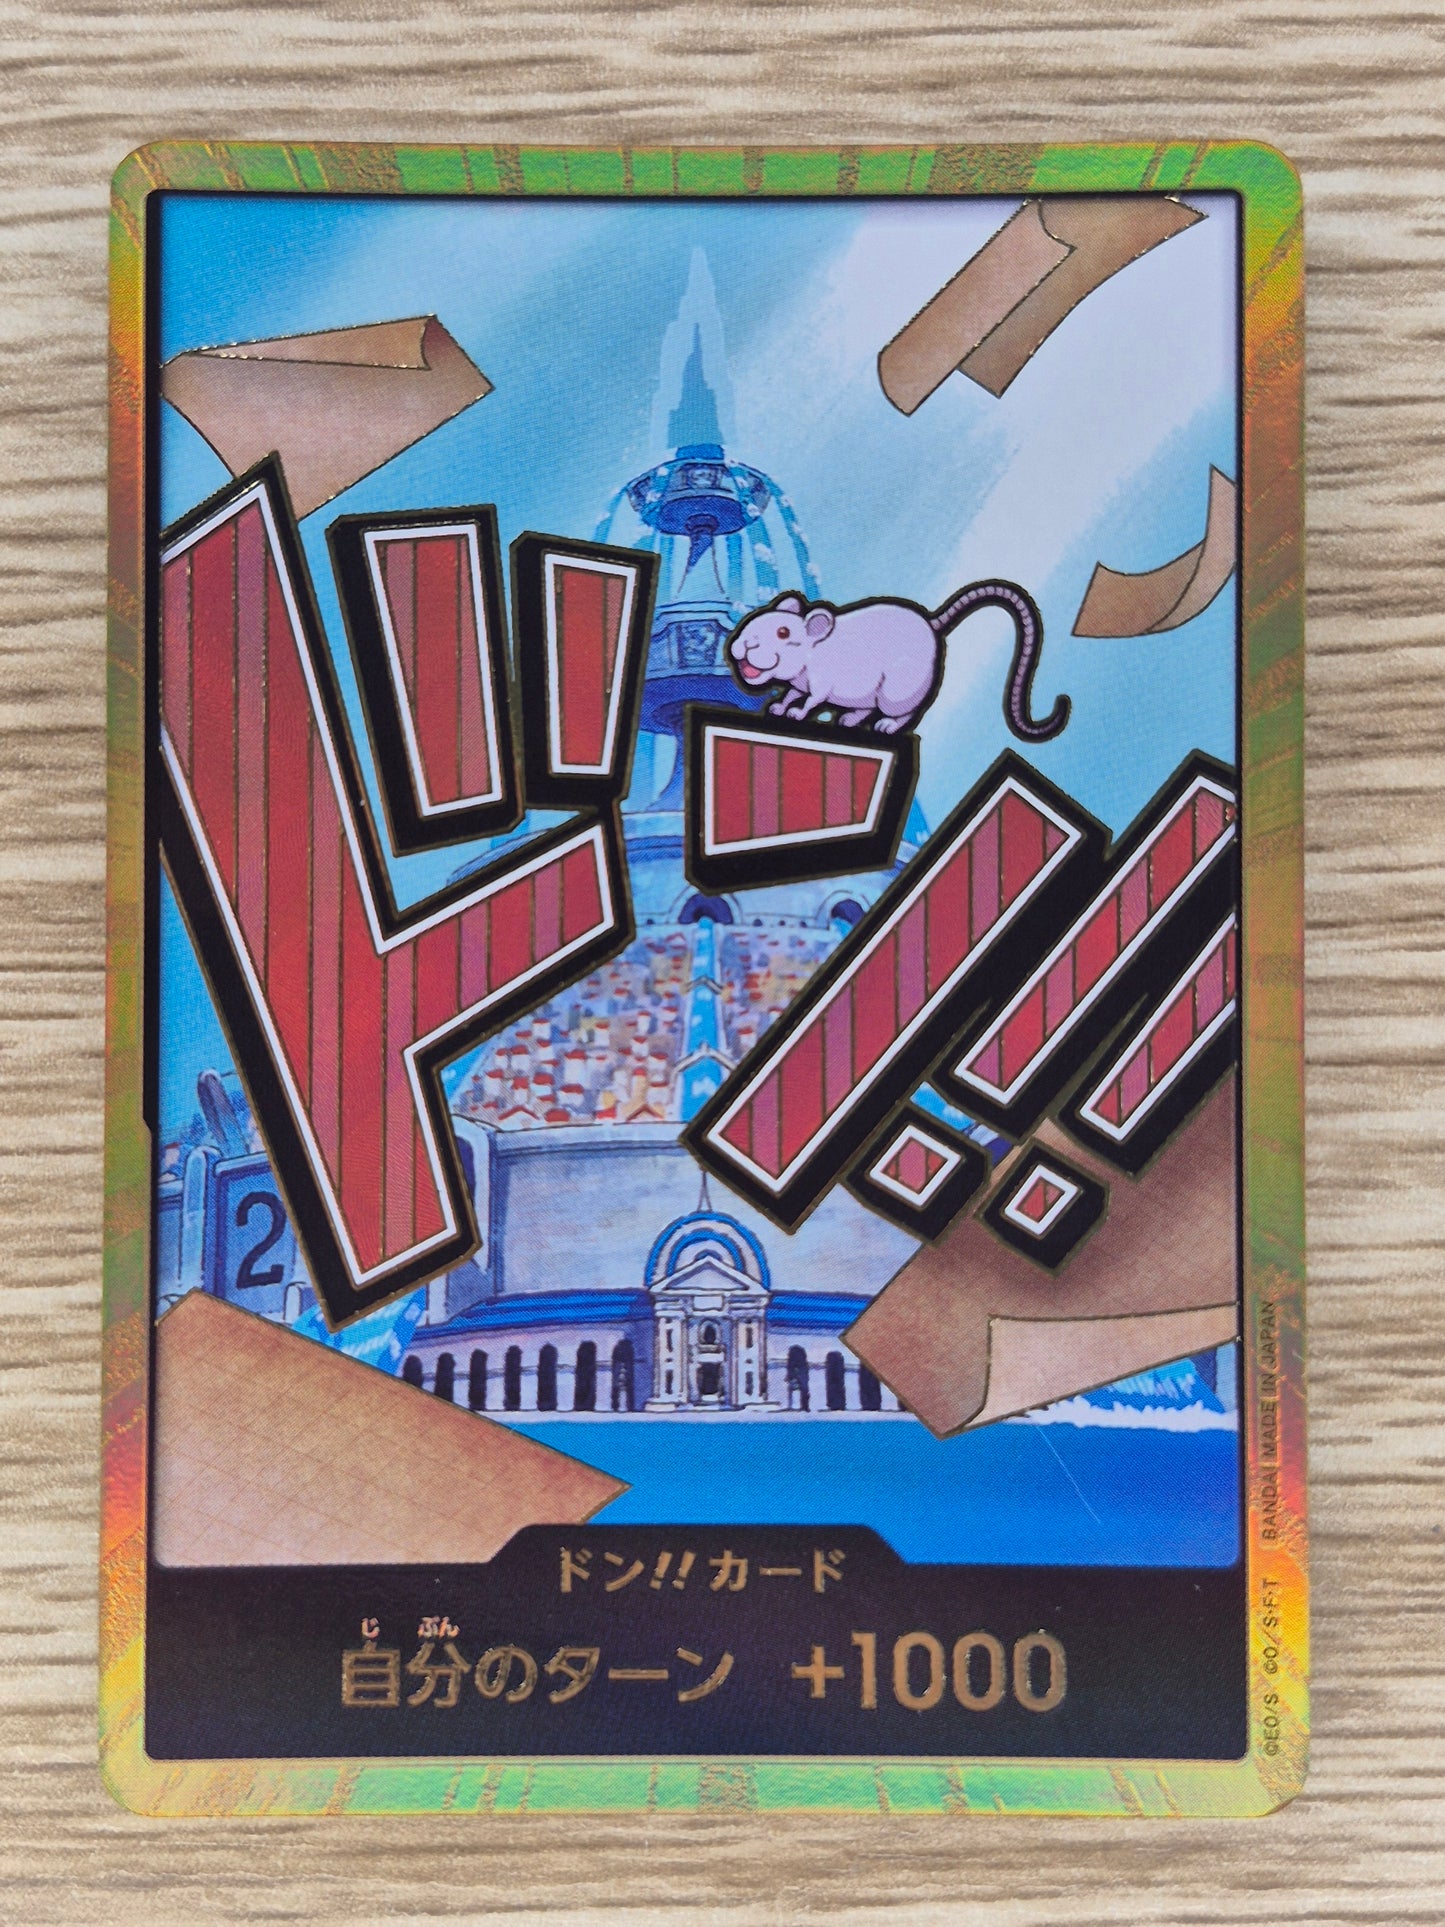 ドン!!
2
ドン!!カード
じ ぶん
自分のターン +1000
©EO/S ©O/S・F・T BANDAI MADE IN JAPAN